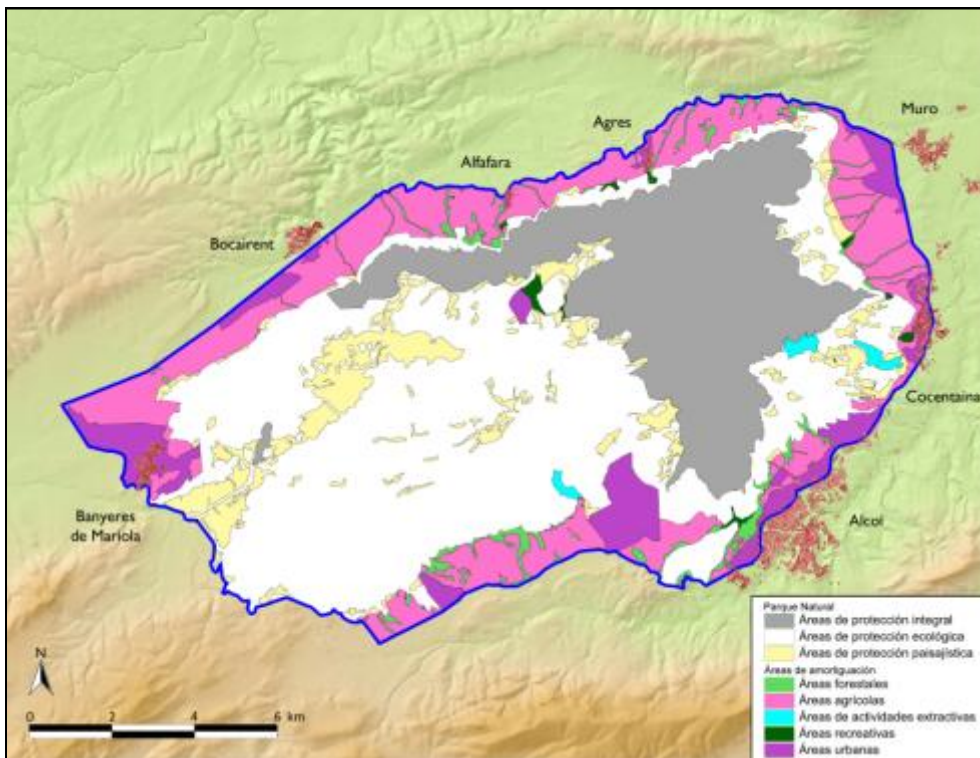 Muro
Agres
Alfafara
Bocairent
Cocentaina
Banyeres
de Mariola
Alcoi
N
0 2 4 6 km
Parque Natural
Áreas de protección integral
Áreas de protección ecológica
Áreas de protección paisajística
Áreas de amortiguación
Áreas forestales
Áreas agrícolas
Áreas de actividades extractivas
Áreas recreativas
Áreas urbanas